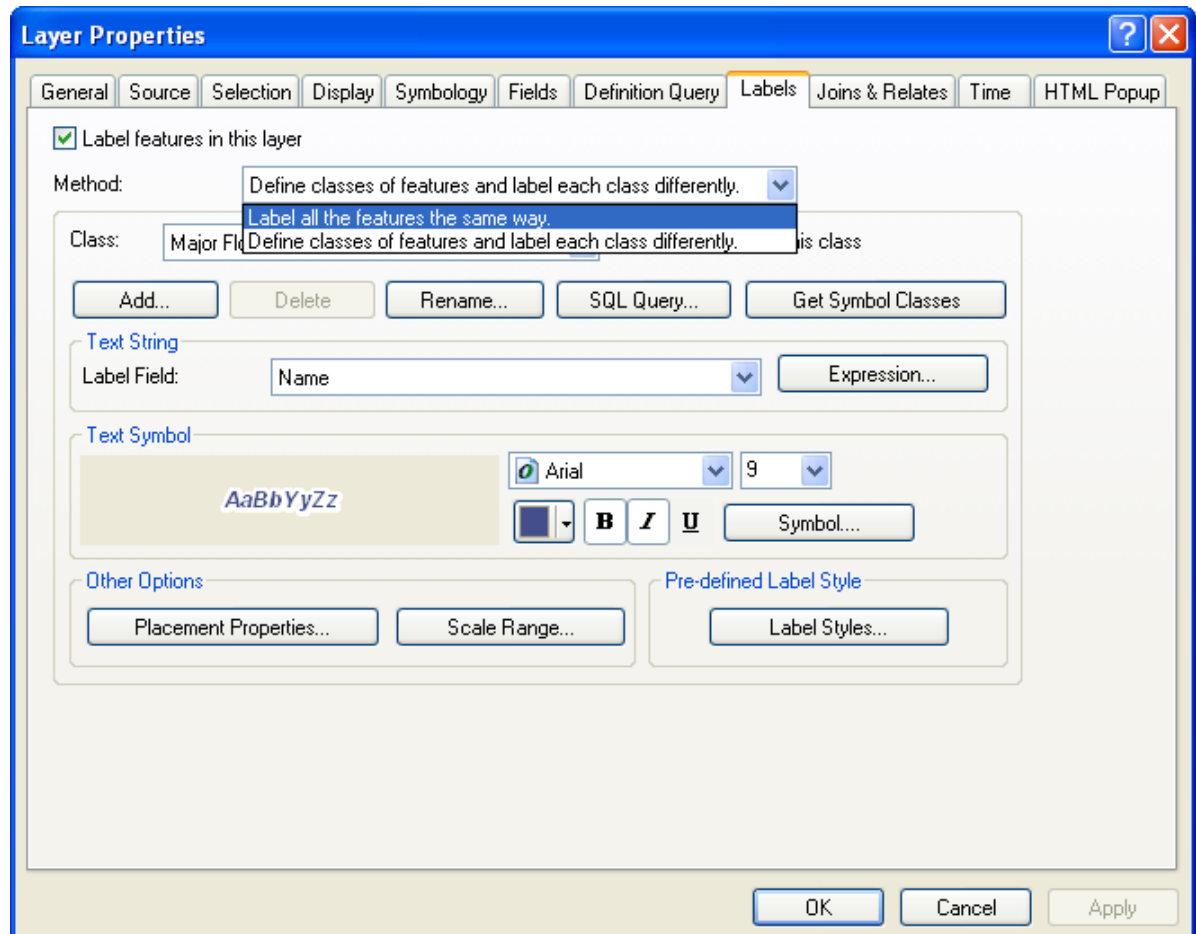 Layer Properties
General Source Selection Display Symbology Fields Definition Query Labels Joins & Relates Time HTML Popup
Label features in this layer
Method: Define classes of features and label each class differently.
Label all the features the same way.
Define classes of features and label each class differently.
Class: Major Flo is class
Add... Delete Rename... SQL Query... Get Symbol Classes
Text String
Label Field: Name Expression...
Text Symbol
AaBbYyZz Arial 9
B I U Symbol....
Other Options Pre-defined Label Style
Placement Properties... Scale Range... Label Styles...
OK Cancel Apply